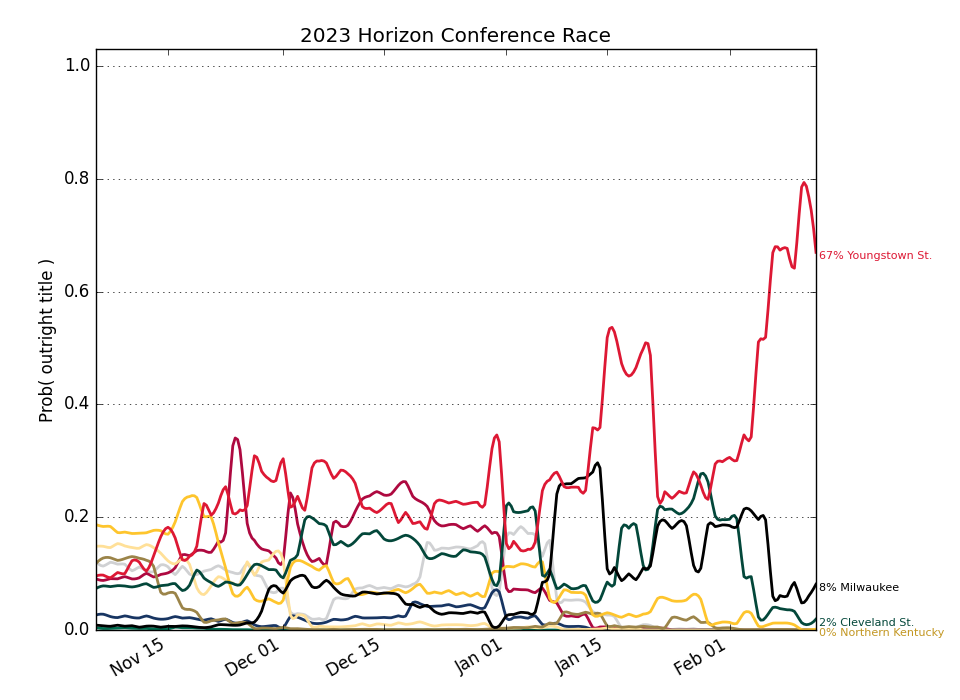 2023 Horizon Conference Race
Prob( outright title )
1.0
0.8
0.6
0.4
0.2
0.0
Nov 15
Dec 01
Dec 15
Jan 01
Jan 15
Feb 01
67% Youngstown St.
8% Milwaukee
2% Cleveland St.
0% Northern Kentucky